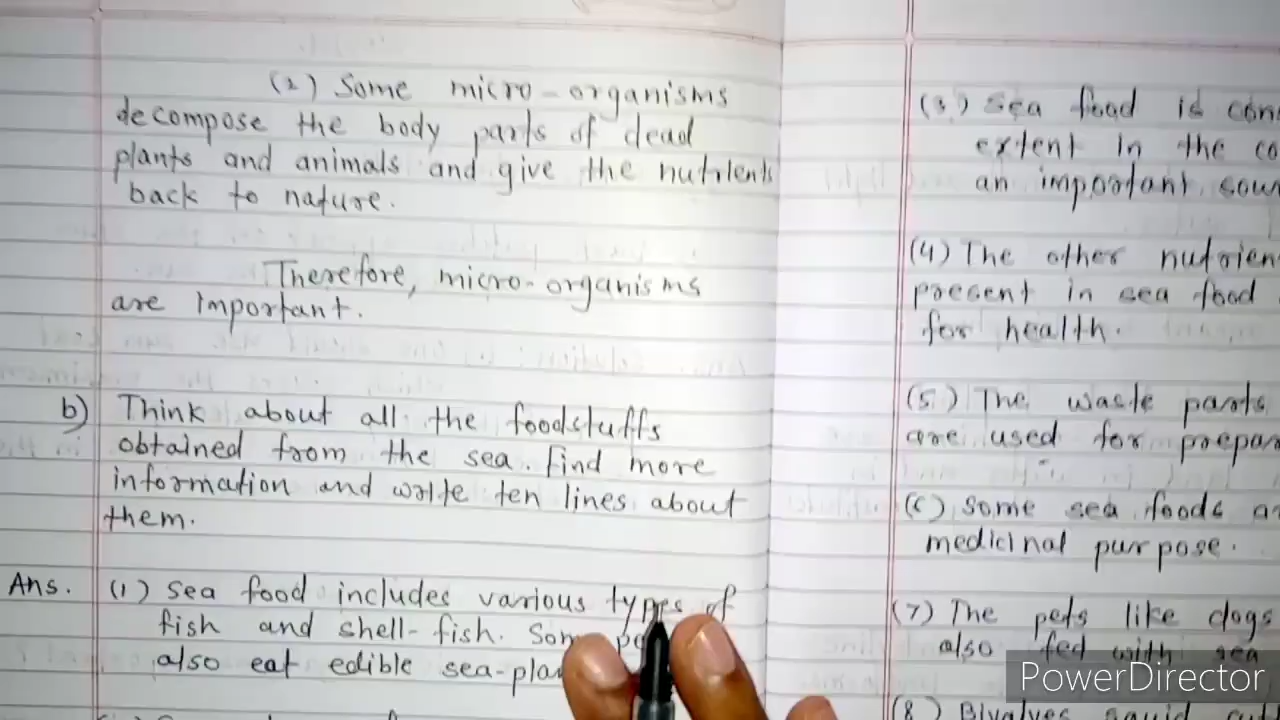 (2) Some micro-organisms
decompose the body parts of dead
plants and animals and give the nutrients
back to nature.
Therefore, micro-organisms
are important.
b) Think about all the foodstuffs
obtained from the sea. Find more
information and write ten lines about
them.
Ans. (1) Sea food includes various types of
fish and shell-fish.
also eat edible
(3) Sea food is
extent in the
an important
(4) The other
present in sea food
for health.
(5) The waste parts
are used for
(6) Some sea foods
medicinal purpose.
(7) The pets like dogs
also fed with sea
(8) Bivalves squid
PowerDirector